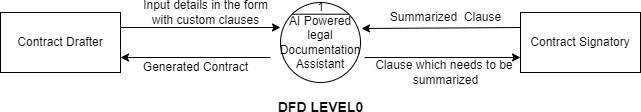 Input details in the form
with custom clauses
Contract Drafter
Generated Contract
1
AI Powered
legal
Documentation
Assistant
Summarized Clause
Contract Signatory
Clause which needs to be
summarized
DFD LEVEL0